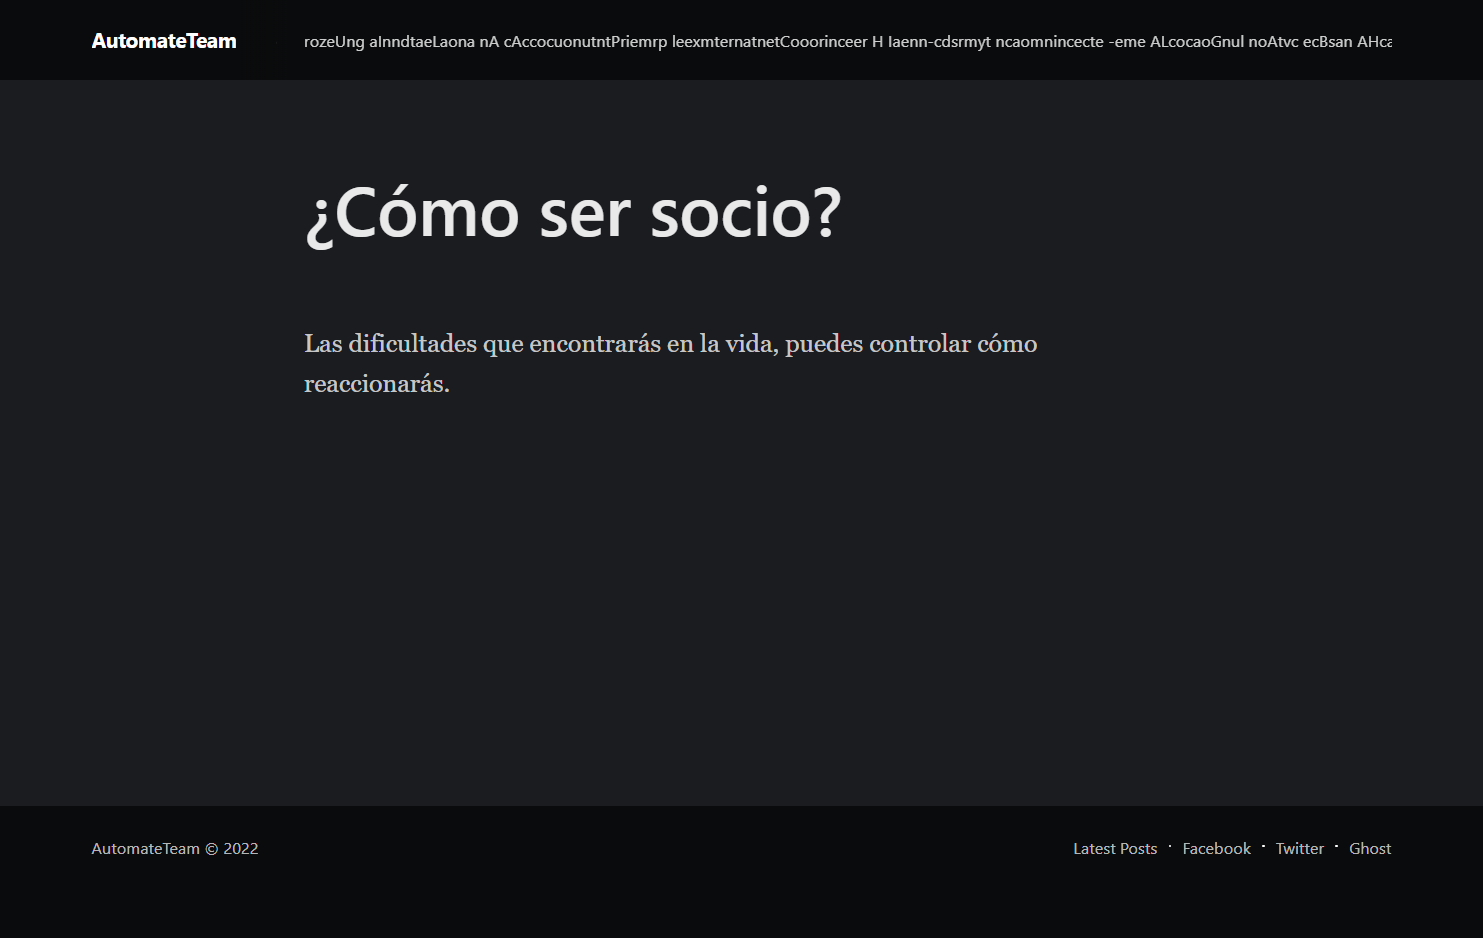 AutomateTeam
rozeUng aInndtaeLaona nA cAccocuonutntPriemrp leexmternatnetCooorinceer H Iaenn-cdsrmyt ncaomnincecte -eme ALcocaoGnul noAtvc ecBsan AHca
¿Cómo ser socio?
Las dificultades que encontrarás en la vida, puedes controlar cómo
reaccionarás.
AutomateTeam © 2022
Latest Posts · Facebook · Twitter · Ghost